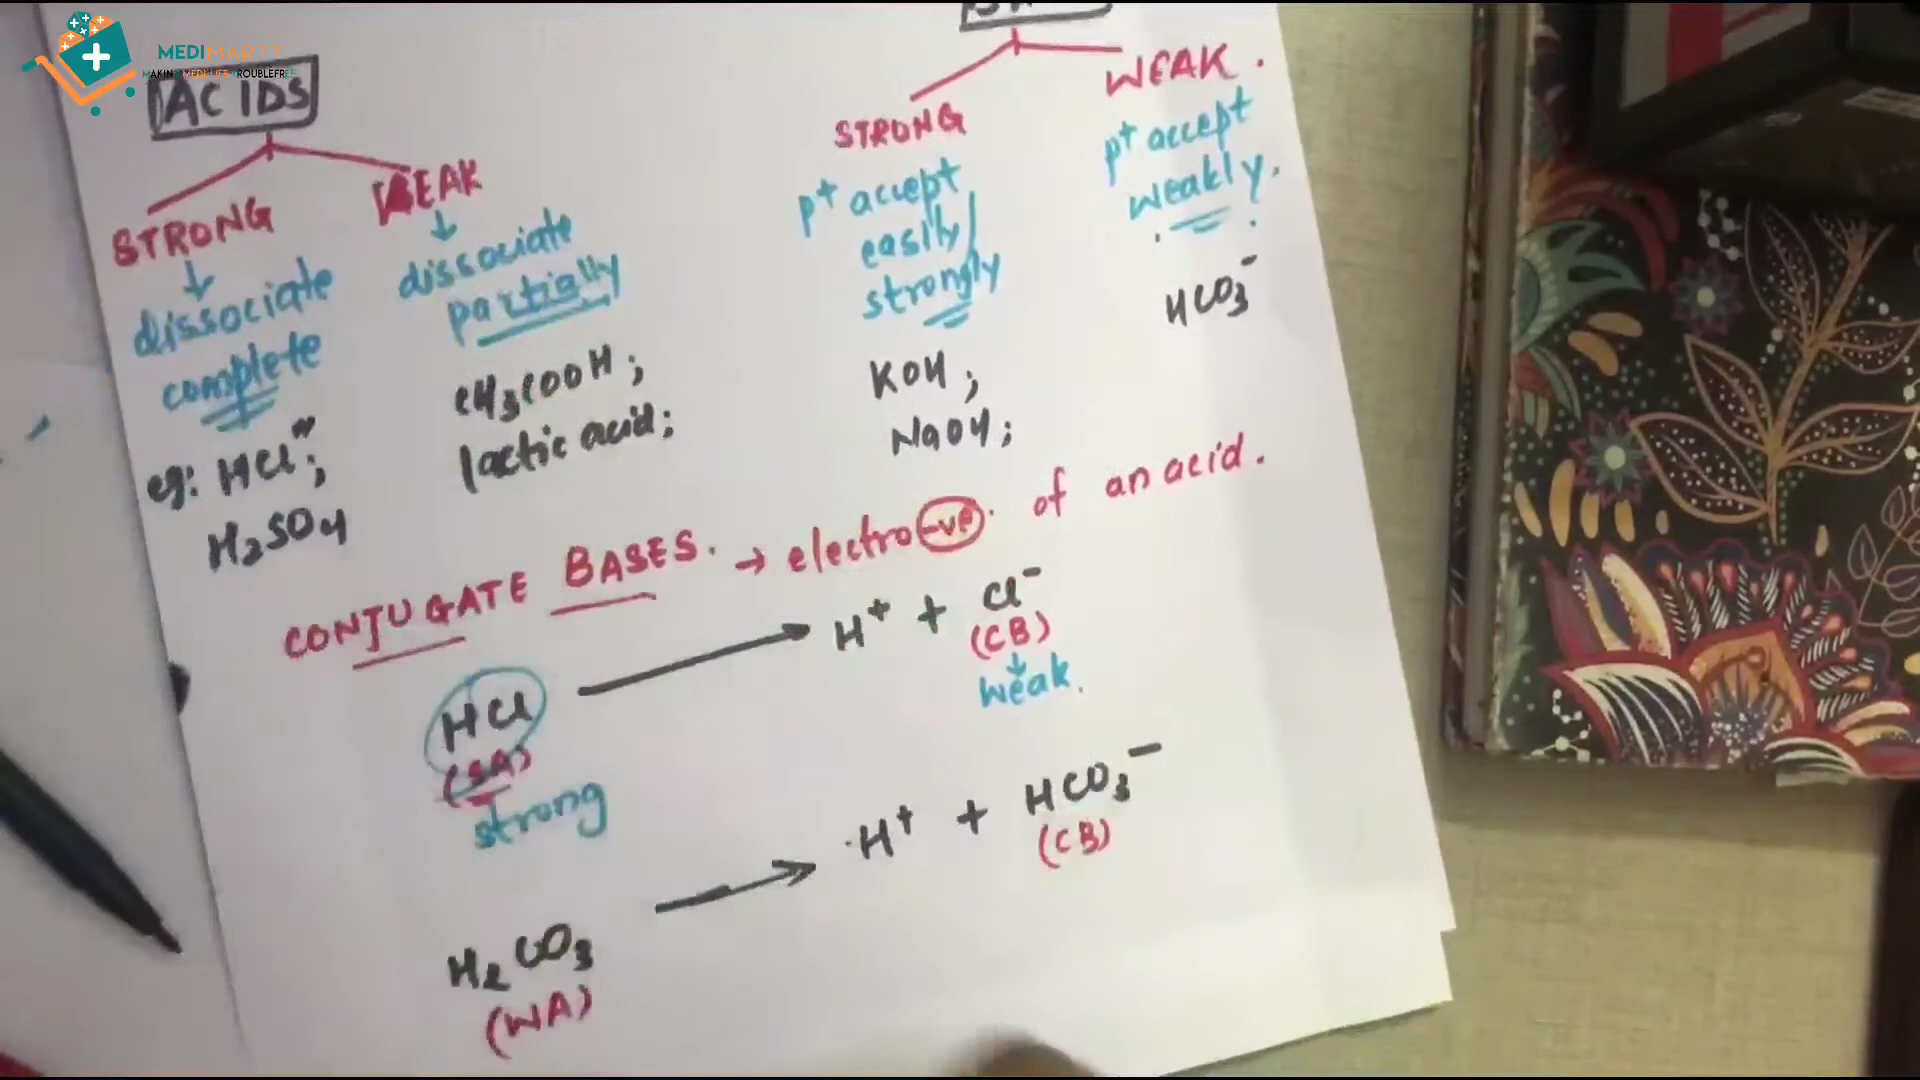 MEDIMARTT
ACIDS
STRONG
WEAK
dissociate
complete
dissociate
partially
eg: HCl;
H2SO4
CH3COOH;
lactic acid;
STRONG
WEAK.
p+ accept
easily/
strongly
p+ accept
weakly.
KOH;
NaOH;
HCO3-
CONJUGATE BASES. → electro-ve. of an acid.
HCl → H+ + Cl-
(SA)
strong
(CB)
↓
weak.
H2CO3 → H+ + HCO3-
(WA)
(CB)